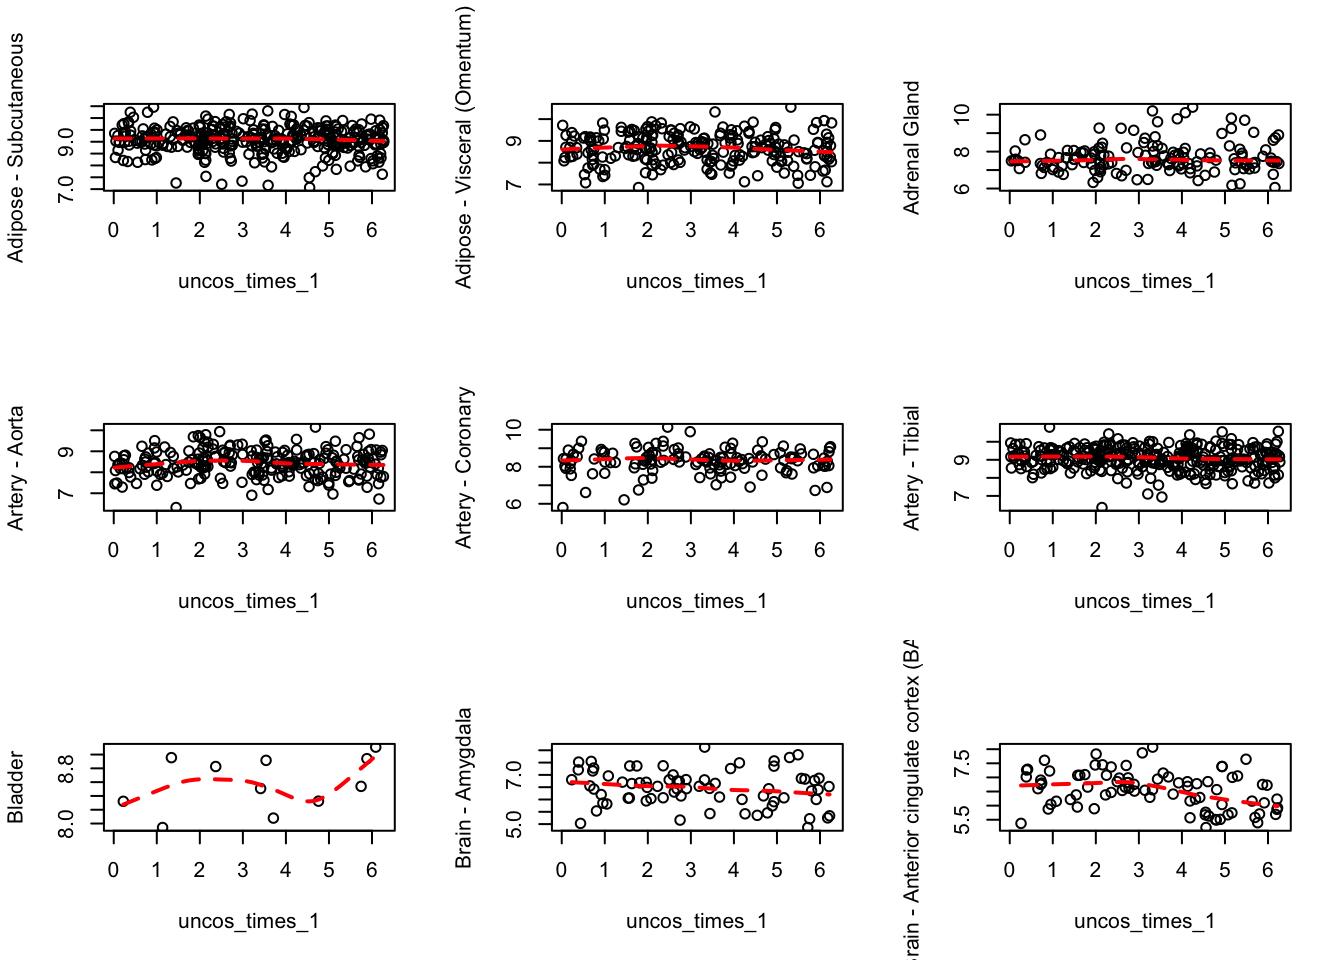 Adipose - Subcutaneous
7.0 9.0
0 1 2 3 4 5 6
uncos_times_1
Adipose - Visceral (Omentum)
7 9
0 1 2 3 4 5 6
uncos_times_1
Adrenal Gland
6 8 10
0 1 2 3 4 5 6
uncos_times_1
Artery - Aorta
7 9
0 1 2 3 4 5 6
uncos_times_1
Artery - Coronary
6 8 10
0 1 2 3 4 5 6
uncos_times_1
Artery - Tibial
7 9
0 1 2 3 4 5 6
uncos_times_1
Bladder
8.0 8.8
0 1 2 3 4 5 6
uncos_times_1
Brain - Amygdala
5.0 7.0
0 1 2 3 4 5 6
uncos_times_1
rain - Anterior cingulate cortex (BA
5.5 7.5
0 1 2 3 4 5 6
uncos_times_1